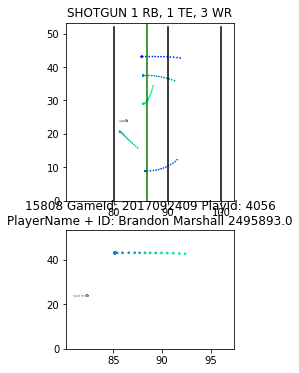 SHOTGUN 1 RB, 1 TE, 3 WR
50
40
30
20
10
0
80 90 100
15808 GameId: 2017092409 PlayId: 4056
PlayerName + ID: Brandon Marshall 2495893.0
40
20
0
85 90 95